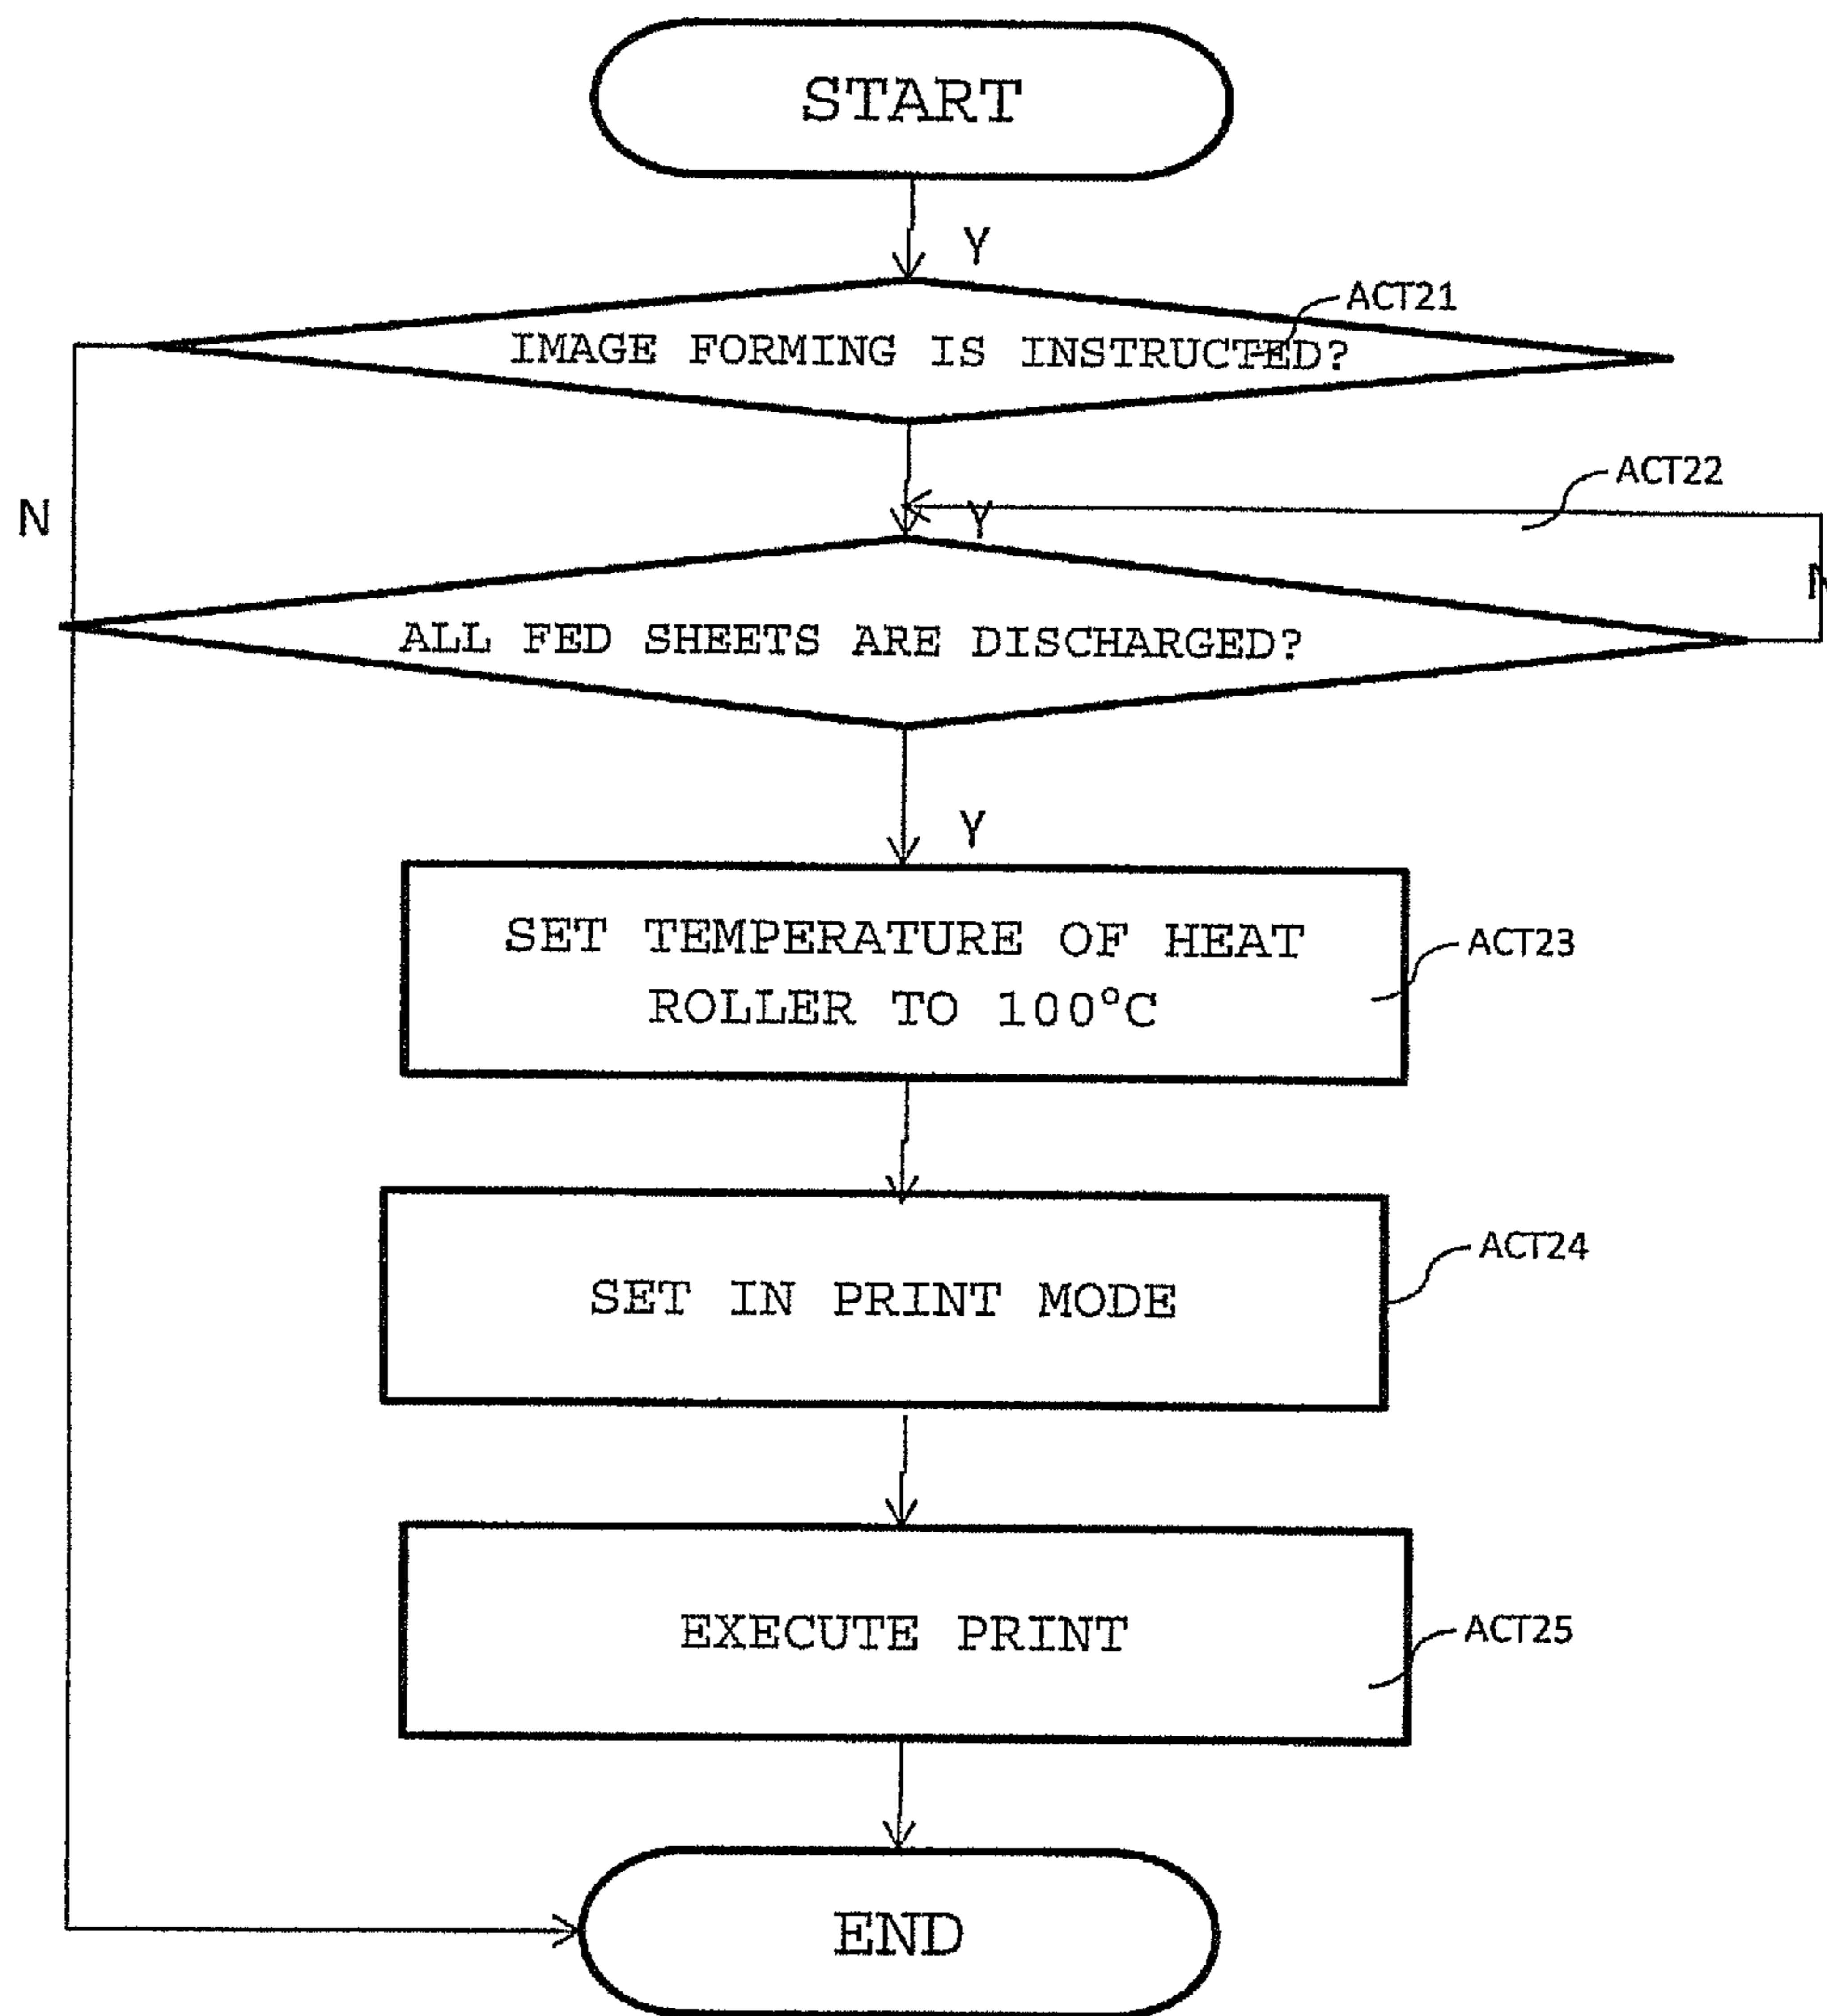 START
Y
ACT21
IMAGE FORMING IS INSTRUCTED?
ACT22
N
Y
ALL FED SHEETS ARE DISCHARGED?
Y
SET TEMPERATURE OF HEAT
ROLLER TO 100°C
ACT23
SET IN PRINT MODE
ACT24
EXECUTE PRINT
ACT25
END